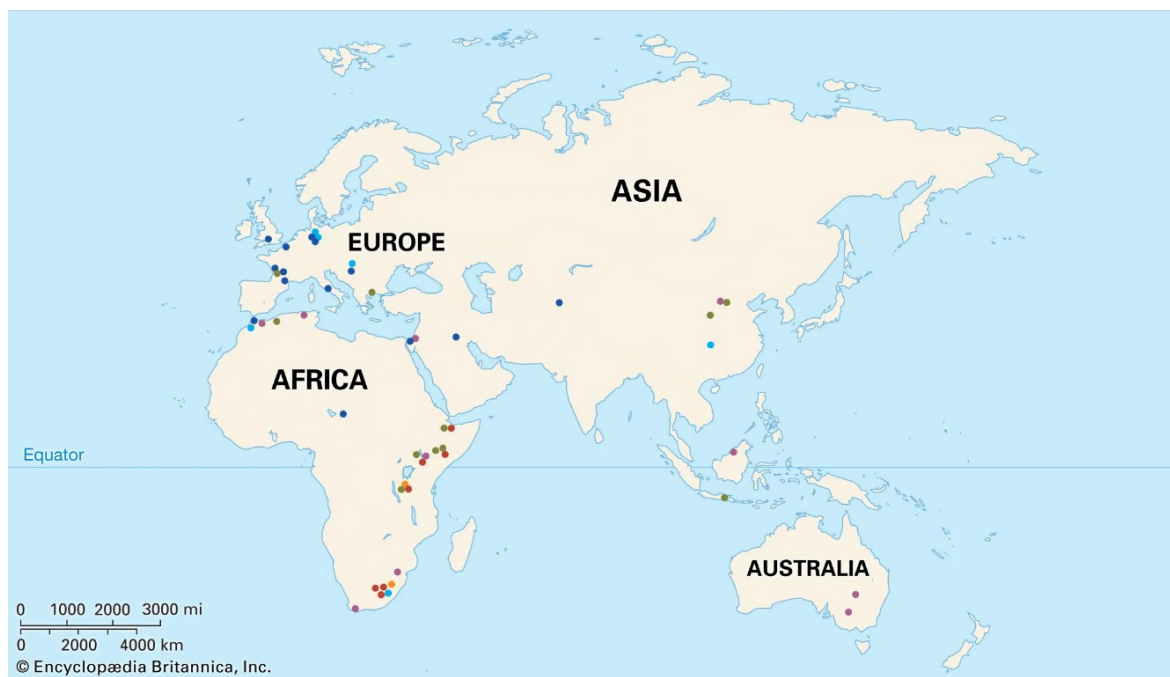 ASIA
EUROPE
AFRICA
Equator
AUSTRALIA
0 1000 2000 3000 mi
0 2000 4000 km
© Encyclopædia Britannica, Inc.